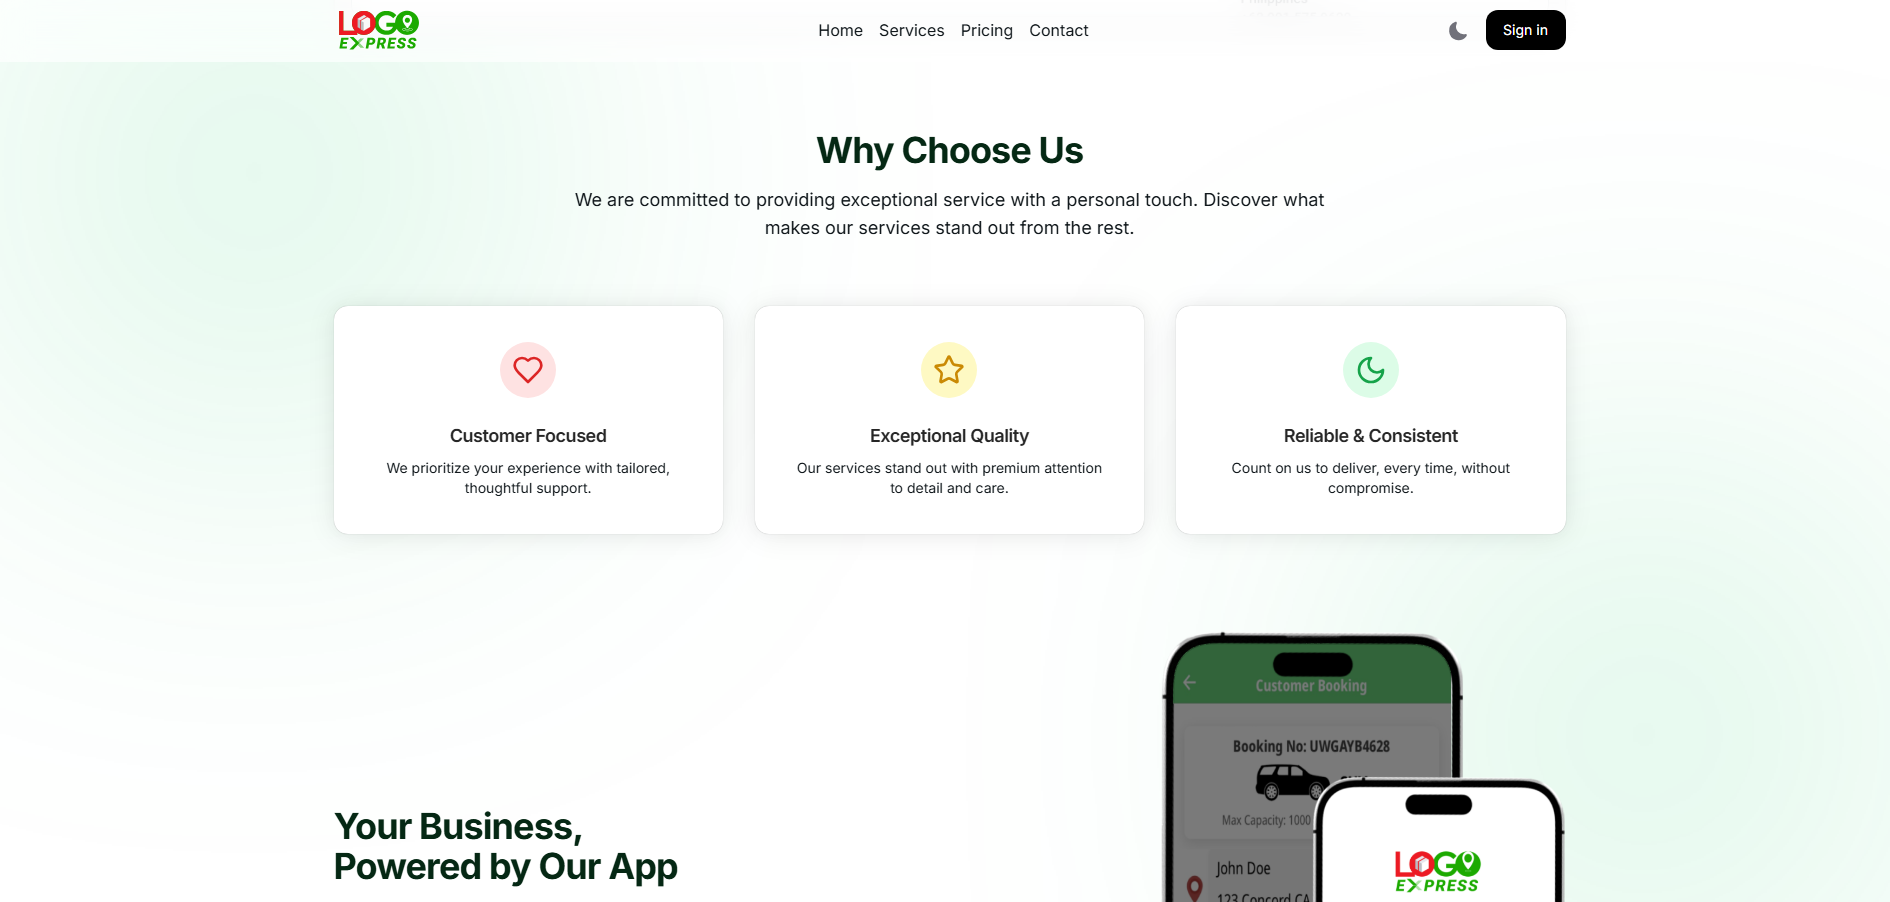 LOGO
EXPRESS
Home Services Pricing Contact
Sign in
Why Choose Us
We are committed to providing exceptional service with a personal touch. Discover what
makes our services stand out from the rest.
Customer Focused
We prioritize your experience with tailored,
thoughtful support.
Exceptional Quality
Our services stand out with premium attention
to detail and care.
Reliable & Consistent
Count on us to deliver, every time, without
compromise.
Your Business,
Powered by Our App
Customer Booking
Booking No: UWGAYB4628
Max Capacity: 1000
John Doe
123 Concord CA
LOGO
EXPRESS